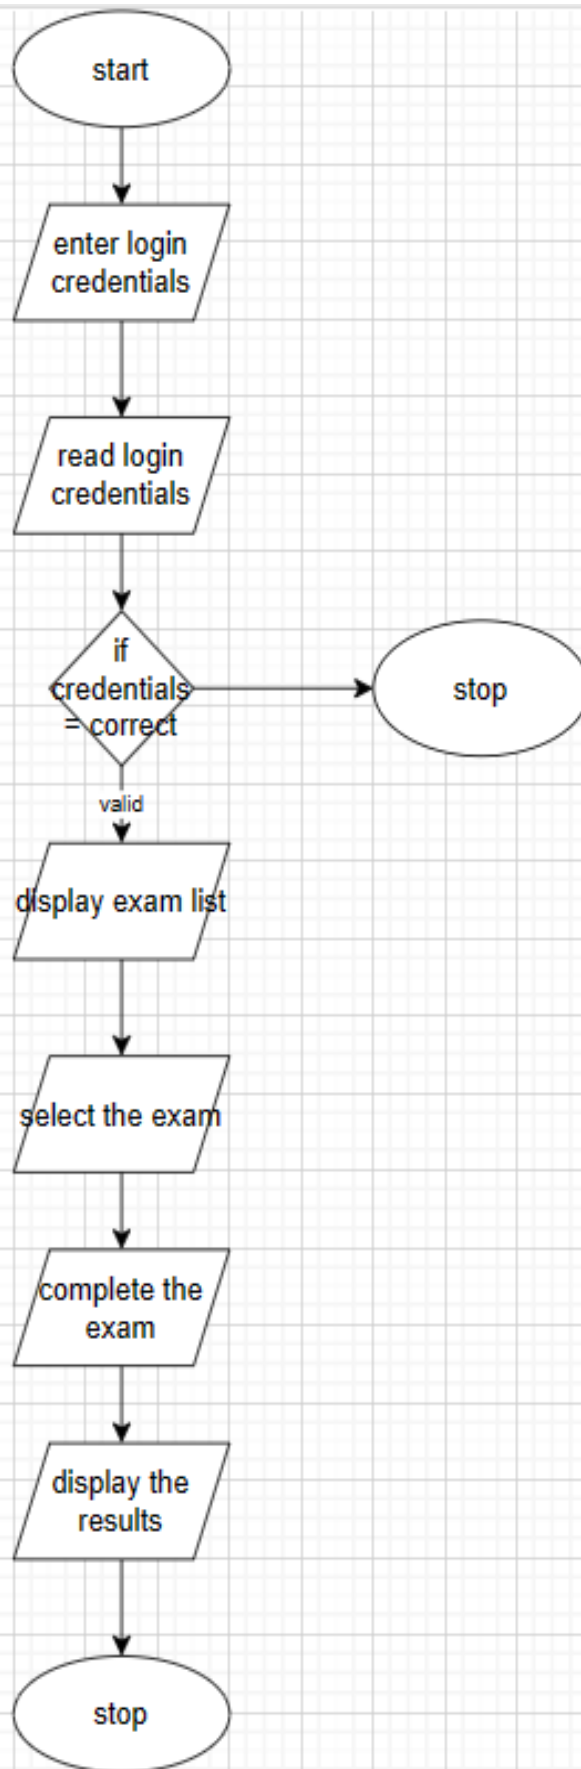 start
enter login
credentials
read login
credentials
if
credentials
= correct
stop
valid
display exam list
select the exam
complete the
exam
display the
results
stop